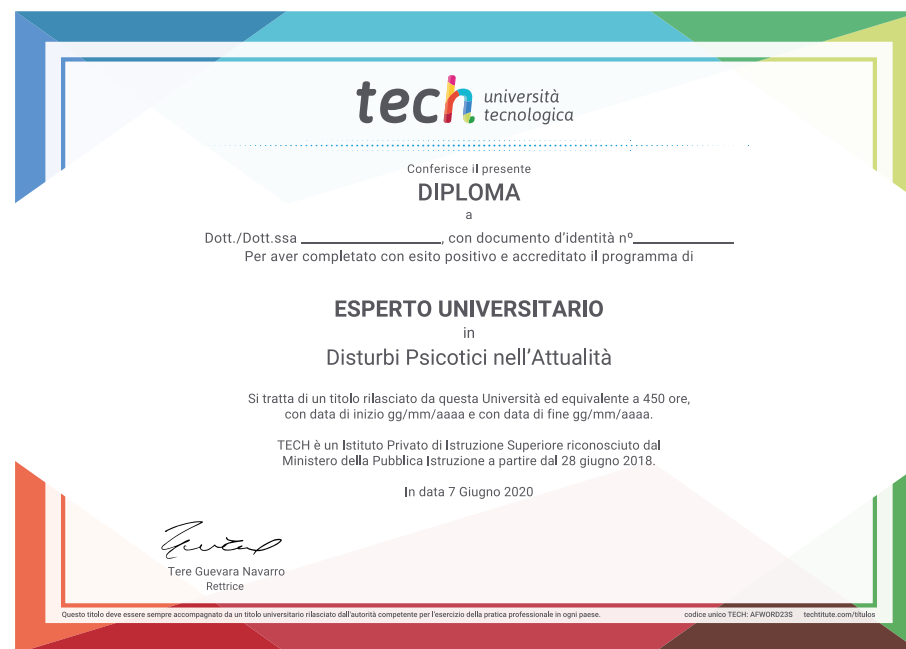 tech università
tecnologica
Conferisce il presente
DIPLOMA
a
Dott./Dott.ssa ____________________, con documento d'identità nº______________
Per aver completato con esito positivo e accreditato il programma di
ESPERTO UNIVERSITARIO
in
Disturbi Psicotici nell'Attualità
Si tratta di un titolo rilasciato da questa Università ed equivalente a 450 ore,
con data di inizio gg/mm/aaaa e con data di fine gg/mm/aaaa.
TECH è un Istituto Privato di Istruzione Superiore riconosciuto dal
Ministero della Pubblica Istruzione a partire dal 28 giugno 2018.
In data 7 Giugno 2020
Tere Guevara Navarro
Rettrice
Questo titolo deve essere sempre accompagnato da un titolo universitario rilasciato dall'autorità competente per l'esercizio della pratica professionale in ogni paese. codice unico TECH: AFWORD23S techtitute.com/titulos